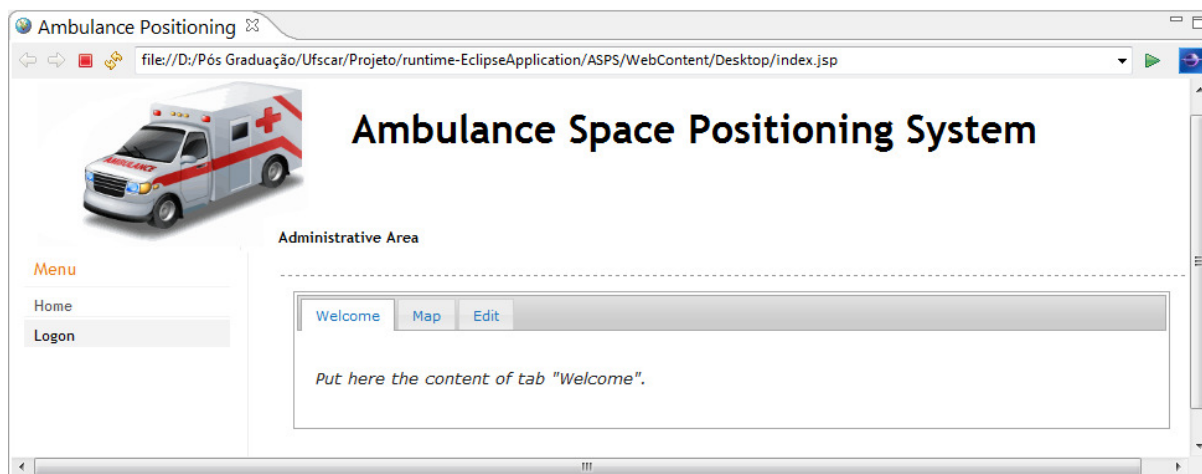 Ambulance Positioning
file://D:/Pós Graduação/Ufscar/Projeto/runtime-EclipseApplication/ASPS/WebContent/Desktop/index.jsp
AMBULANCE
Ambulance Space Positioning System
Administrative Area
Menu
Home
Logon
Welcome Map Edit
Put here the content of tab "Welcome".